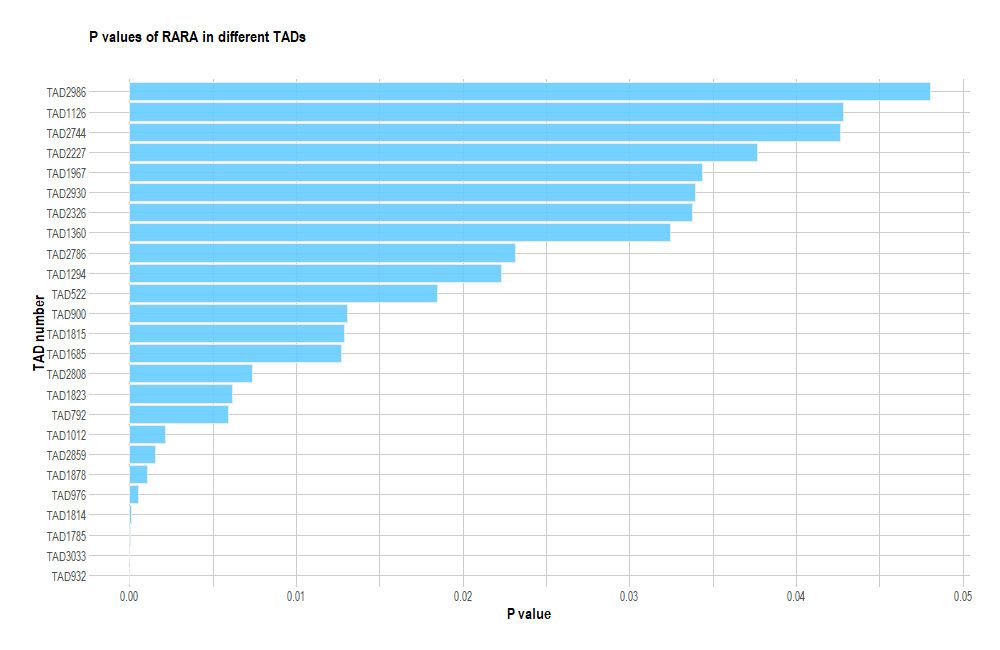 P values of RARA in different TADs
TAD number
TAD2986
TAD1126
TAD2744
TAD2227
TAD1967
TAD2930
TAD2326
TAD1360
TAD2786
TAD1294
TAD522
TAD900
TAD1815
TAD1685
TAD2808
TAD1823
TAD792
TAD1012
TAD2859
TAD1878
TAD976
TAD1814
TAD1785
TAD3033
TAD932
0.00 0.01 0.02 0.03 0.04 0.05
P value